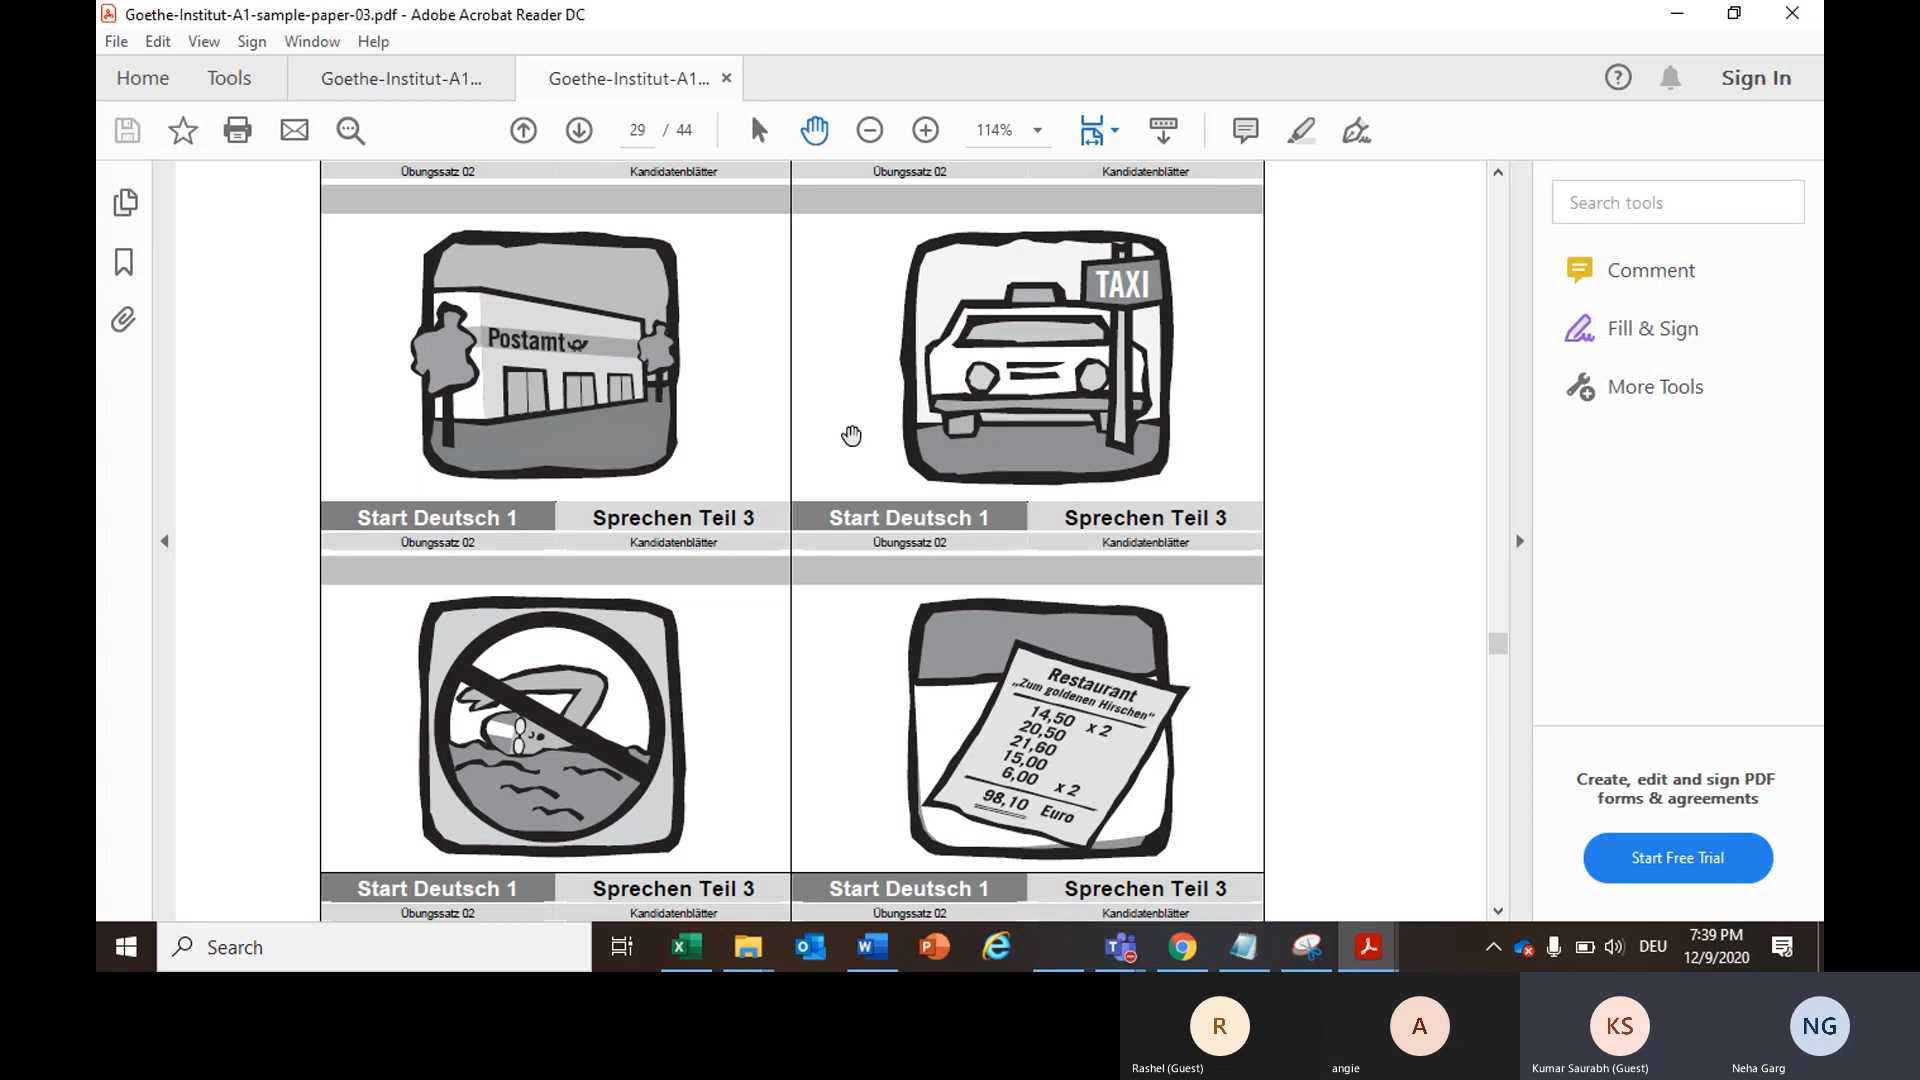 Goethe-Institut-A1-sample-paper-03.pdf - Adobe Acrobat Reader DC
File Edit View Sign Window Help
Home Tools Goethe-Institut-A1... Goethe-Institut-A1... Sign In
29 / 44 114%
Übungssatz 02 Kandidatenblätter Übungssatz 02 Kandidatenblätter
Search tools
Comment
Fill & Sign
More Tools
Postamt
TAXI
Start Deutsch 1 Sprechen Teil 3 Start Deutsch 1 Sprechen Teil 3
Übungssatz 02 Kandidatenblätter Übungssatz 02 Kandidatenblätter
Restaurant
„Zum goldenen Hirschen“
14,50 x 2
20,50
21,60
15,00
6,00 x 2
98,10 Euro
Create, edit and sign PDF
forms & agreements
Start Free Trial
Start Deutsch 1 Sprechen Teil 3 Start Deutsch 1 Sprechen Teil 3
Übungssatz 02 Kandidatenblätter Übungssatz 02 Kandidatenblätter
Search DEU 7:39 PM
12/9/2020
R A KS NG
Rashel (Guest) angie Kumar Saurabh (Guest) Neha Garg